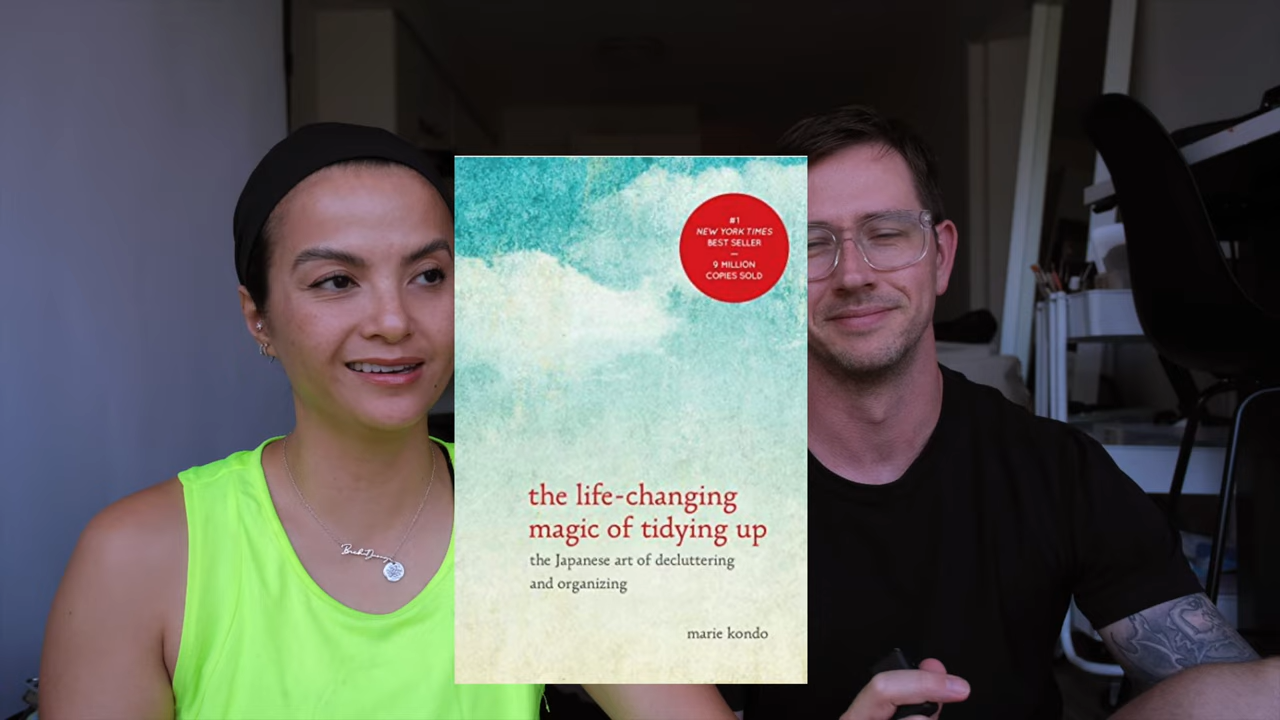 #1
NEW YORK TIMES
BEST SELLER
—
9 MILLION
COPIES SOLD
the life-changing
magic of tidying up
the Japanese art of decluttering
and organizing
marie kondo